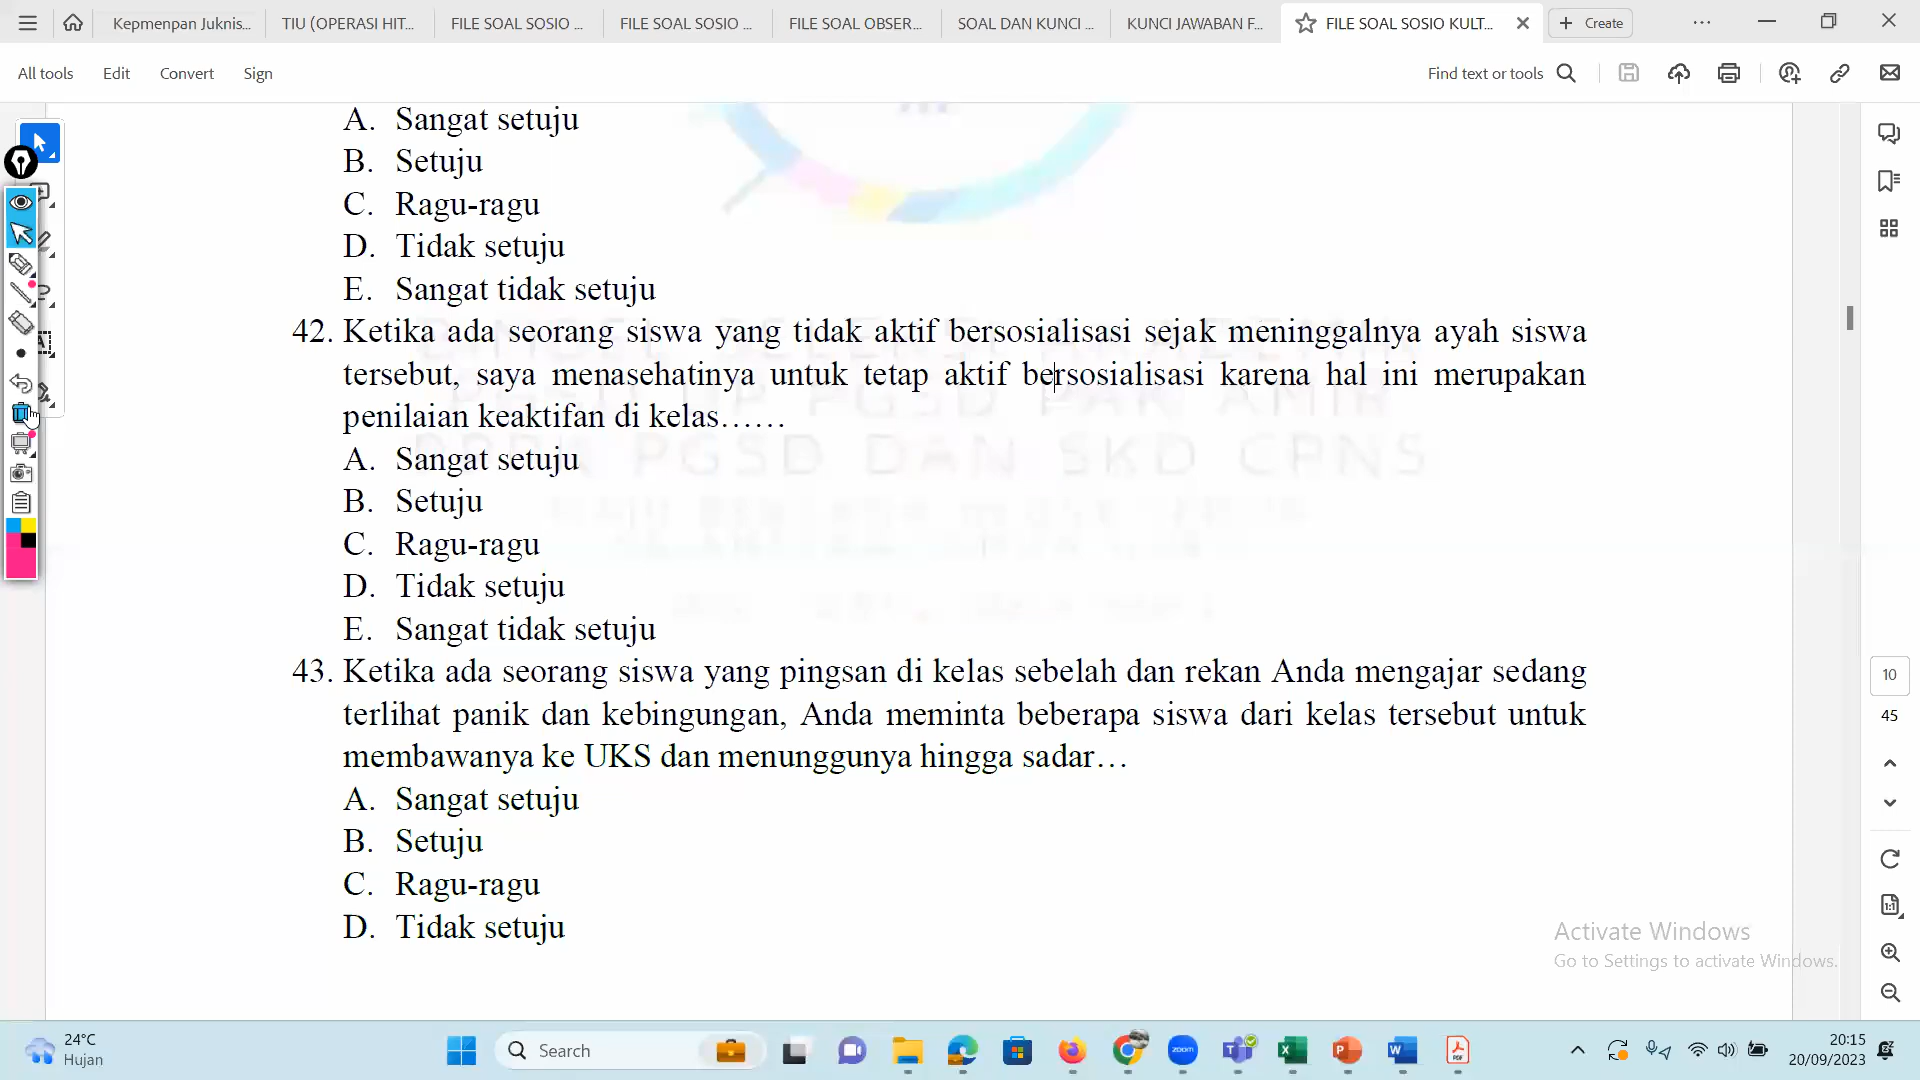 Kepmenpan Juknis...
TIU (OPERASI HIT...
FILE SOAL SOSIO ...
FILE SOAL SOSIO ...
FILE SOAL OBSER...
SOAL DAN KUNCI ...
KUNCI JAWABAN F...
FILE SOAL SOSIO KULT...
Create
All tools
Edit
Convert
Sign
Find text or tools
A. Sangat setuju
B. Setuju
C. Ragu-ragu
D. Tidak setuju
E. Sangat tidak setuju
42. Ketika ada seorang siswa yang tidak aktif bersosialisasi sejak meninggalnya ayah siswa
tersebut, saya menasehatinya untuk tetap aktif bersosialisasi karena hal ini merupakan
penilaian keaktifan di kelas……
A. Sangat setuju
B. Setuju
C. Ragu-ragu
D. Tidak setuju
E. Sangat tidak setuju
43. Ketika ada seorang siswa yang pingsan di kelas sebelah dan rekan Anda mengajar sedang
terlihat panik dan kebingungan, Anda meminta beberapa siswa dari kelas tersebut untuk
membawanya ke UKS dan menunggunya hingga sadar…
A. Sangat setuju
B. Setuju
C. Ragu-ragu
D. Tidak setuju
PGSD DAN SKD CPNS
10
45
Activate Windows
Go to Settings to activate Windows.
24°C
Hujan
Search
zoom
20:15
20/09/2023